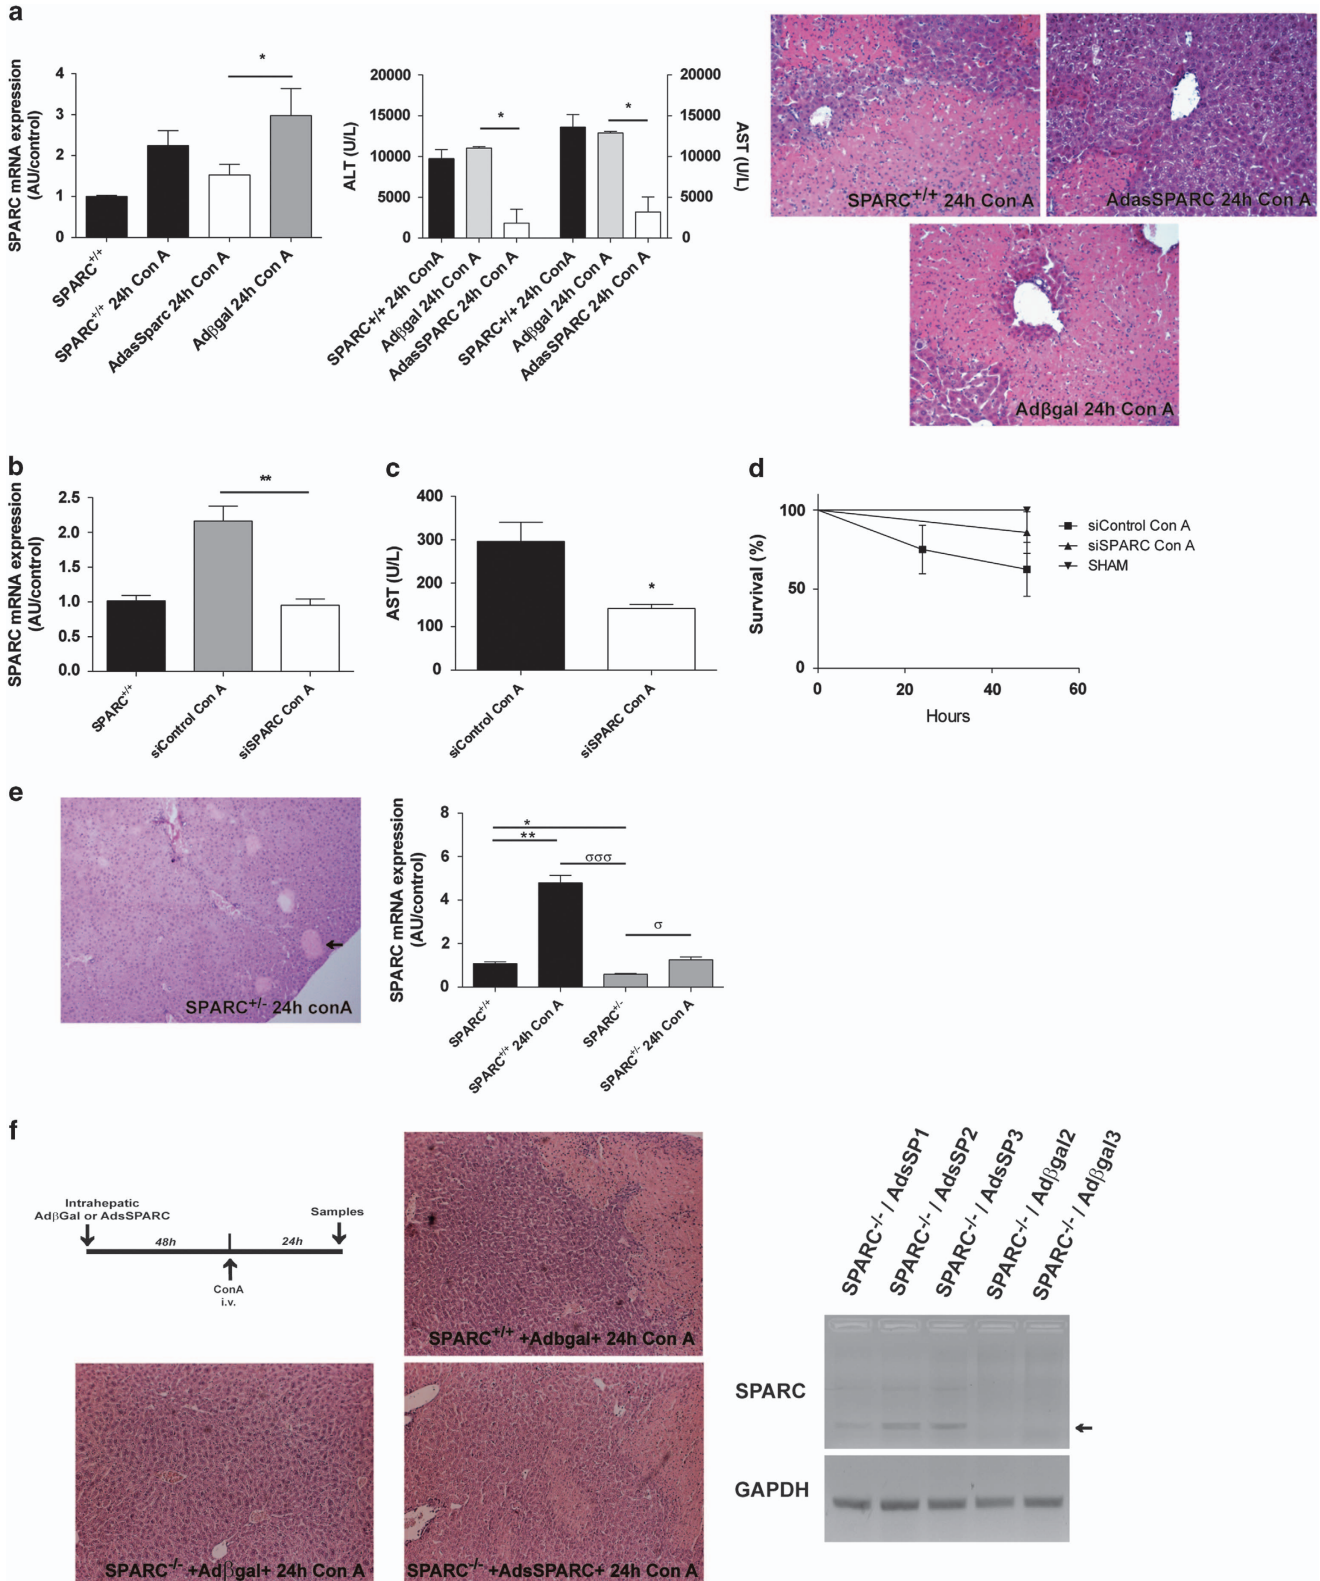 a
SPARC mRNA expression
(AU/control)
4
3
2
1
0
*
SPARC+/+
SPARC+/+ 24h Con A
AdasSparc 24h Con A
Adβgal 24h Con A
ALT (U/L)
20000
15000
10000
5000
0
*
*
20000
15000
10000
5000
0
AST (U/L)
SPARC+/+ 24h ConA
Adβgal 24h Con A
AdasSPARC 24h Con A
SPARC+/+ 24h ConA
Adβgal 24h Con A
AdasSPARC 24h Con A
SPARC+/+ 24h Con A
AdasSPARC 24h Con A
Adβgal 24h Con A
b
SPARC mRNA expression
(AU/control)
2.5
2.0
1.5
1.0
0.5
0.0
**
SPARC+/+
siControl Con A
siSPARC Con A
c
AST (U/L)
400
300
200
100
0
*
siControl Con A
siSPARC Con A
d
Survival (%)
100
50
0
0
20
40
60
Hours
siControl Con A
siSPARC Con A
SHAM
e
SPARC+/- 24h conA
SPARC mRNA expression
(AU/control)
8
6
4
2
0
*
**
σσσ
σ
SPARC+/+
SPARC+/+ 24h Con A
SPARC+/-
SPARC+/- 24h Con A
f
Intrahepatic
AdβGal or AdsSPARC
48h
24h
Samples
ConA
i.v.
SPARC+/+ +Adbgal+ 24h Con A
SPARC-/- +Adβgal+ 24h Con A
SPARC-/- +AdsSPARC+ 24h Con A
SPARC-/- / AdsSP1
SPARC-/- / AdsSP2
SPARC-/- / AdsSP3
SPARC-/- / Adβgal2
SPARC-/- / Adβgal3
SPARC
GAPDH